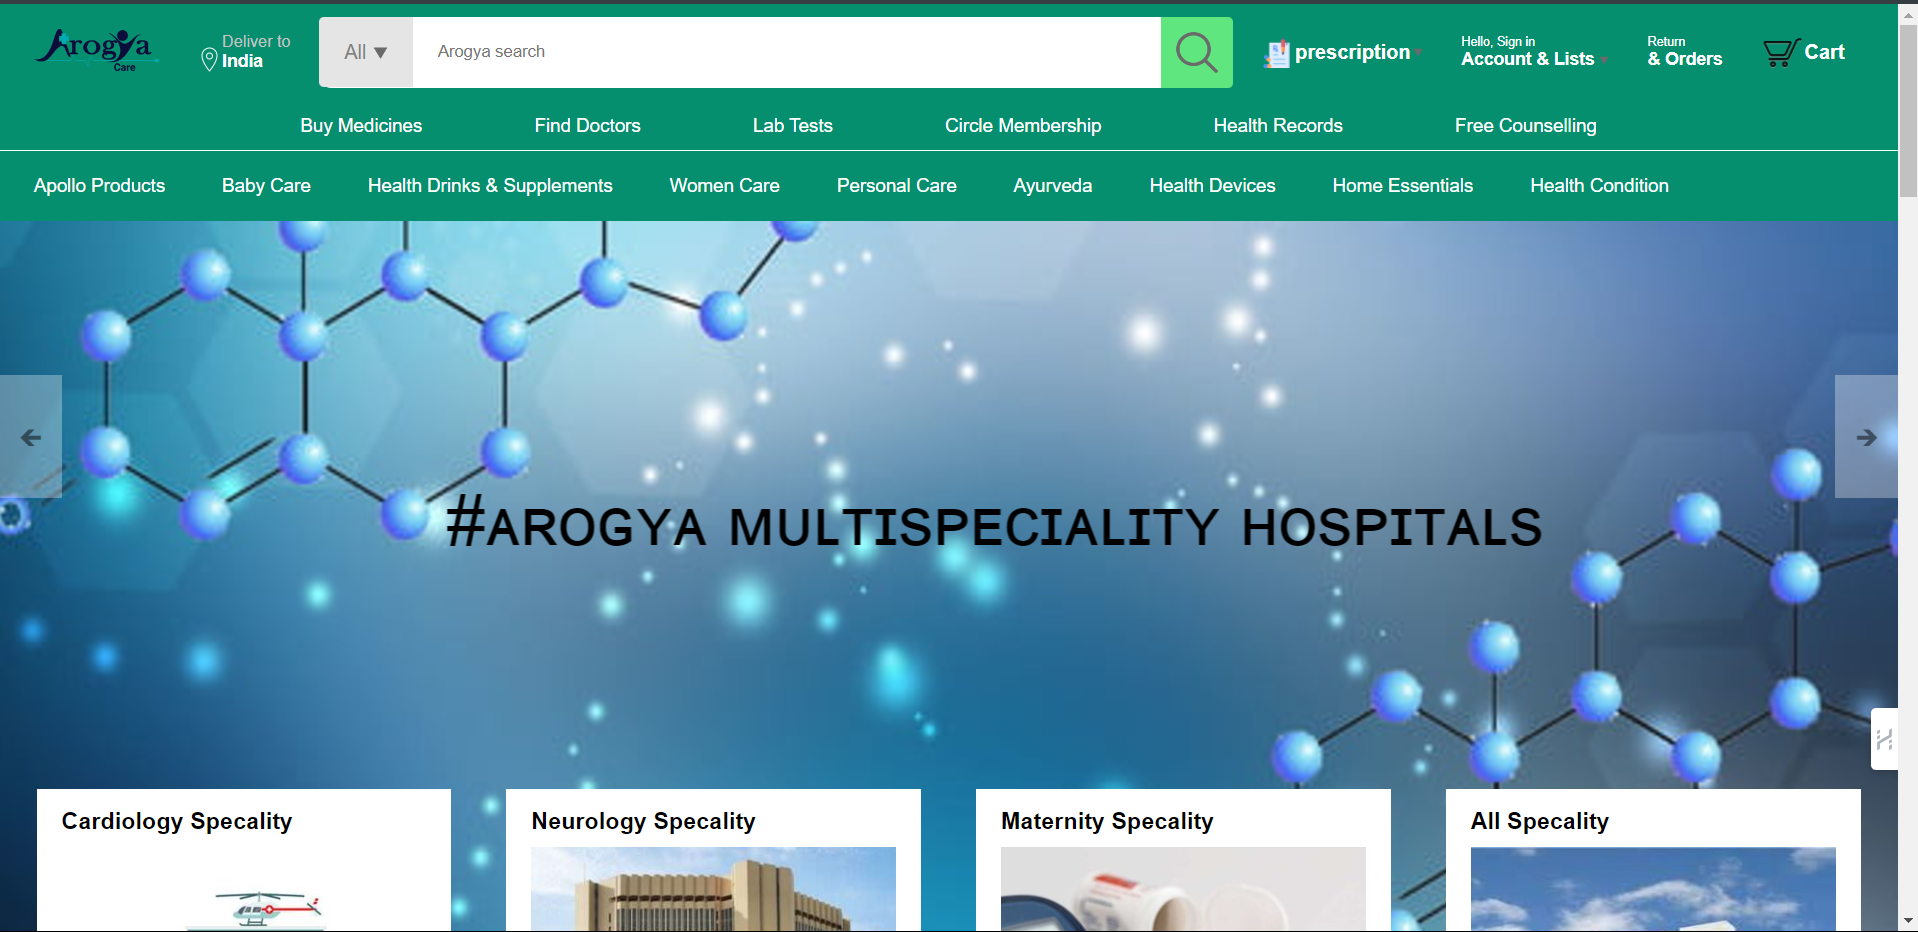 Arogya
Care
Deliver to
India
All
Arogya search
prescription
Hello, Sign in
Account & Lists
Return
& Orders
Cart
Buy Medicines
Find Doctors
Lab Tests
Circle Membership
Health Records
Free Counselling
Apollo Products
Baby Care
Health Drinks & Supplements
Women Care
Personal Care
Ayurveda
Health Devices
Home Essentials
Health Condition
#AROGYA MULTISPECIALITY HOSPITALS
Cardiology Specality
Neurology Specality
Maternity Specality
All Specality